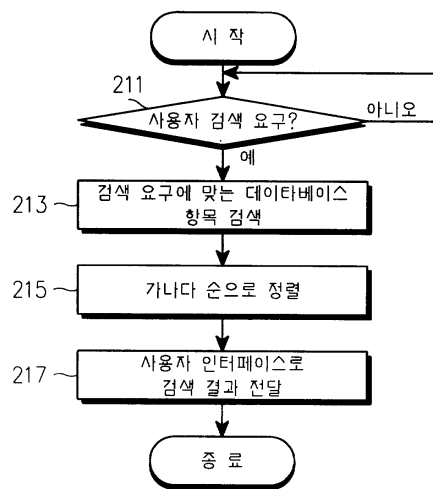 시 작
211
사용자 검색 요구?
아니오
예
213
검색 요구에 맞는 데이타베이스
항목 검색
215
가나다 순으로 정렬
217
사용자 인터페이스로
검색 결과 전달
종 료